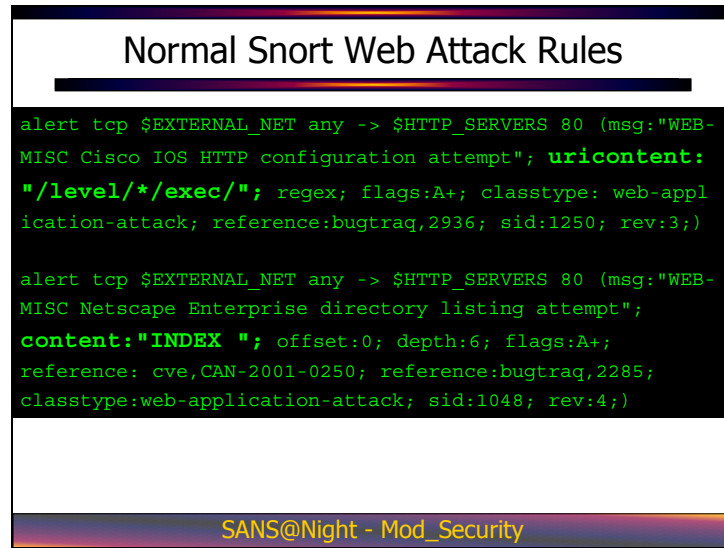 Normal Snort Web Attack Rules
alert tcp $EXTERNAL_NET any -> $HTTP_SERVERS 80 (msg:"WEB-
MISC Cisco IOS HTTP configuration attempt"; uricontent:
"/level/*/exec/"; regex; flags:A+; classtype: web-appl
ication-attack; reference:bugtraq,2936; sid:1250; rev:3;)
alert tcp $EXTERNAL_NET any -> $HTTP_SERVERS 80 (msg:"WEB-
MISC Netscape Enterprise directory listing attempt";
content:"INDEX "; offset:0; depth:6; flags:A+;
reference: cve,CAN-2001-0250; reference:bugtraq,2285;
classtype:web-application-attack; sid:1048; rev:4;)
SANS@Night - Mod_Security